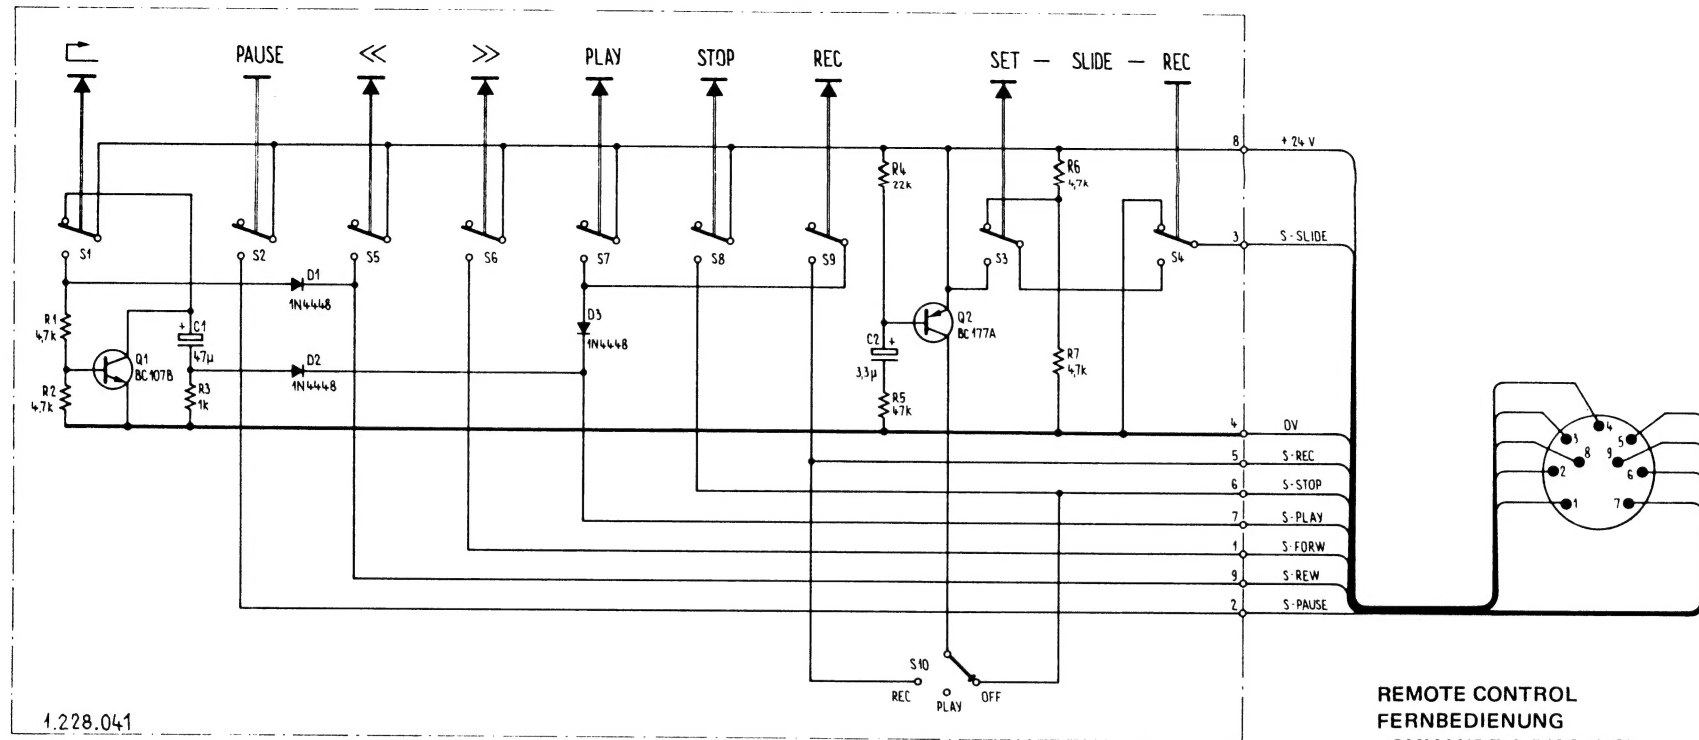 PAUSE
<<
>>
PLAY
STOP
REC
SET — SLIDE — REC
8
+24 V
R4
22k
R6
4,7k
S1
S2
S5
S6
S7
S8
S9
S3
S4
3
S-SLIDE
D1
1N4448
R1
4,7k
+
C1
47µ
Q1
BC107B
D3
1N4448
C2
+
3,3µ
Q2
BC177A
R2
4,7k
R3
1k
D2
1N4448
R7
4,7k
R5
47k
4
0V
5
S-REC
6
S-STOP
7
S-PLAY
1
S-FORW
9
S-REW
2
S-PAUSE
3
4
5
8
9
2
6
1
7
S10
REC
PLAY
OFF
1.228.041
REMOTE CONTROL
FERNBEDIENUNG